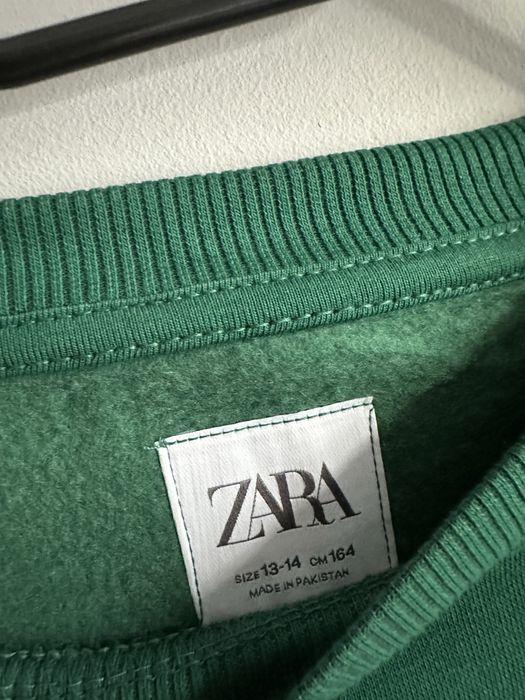 ZARA
SIZE 13-14 CM 164
MADE IN PAKISTAN